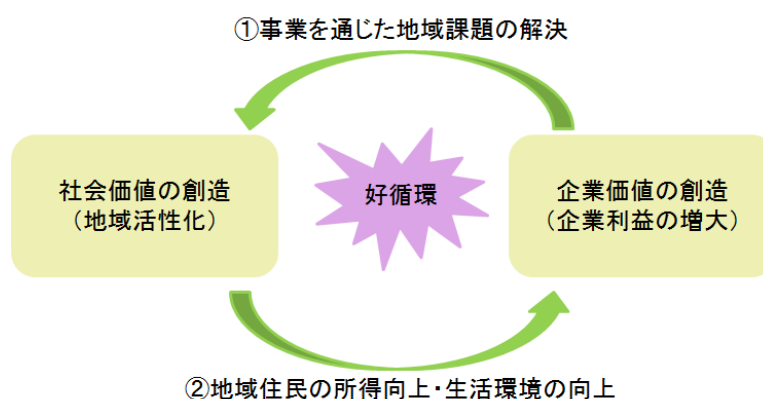 ①事業を通じた地域課題の解決
社会価値の創造
（地域活性化）
好循環
企業価値の創造
（企業利益の増大）
②地域住民の所得向上・生活環境の向上